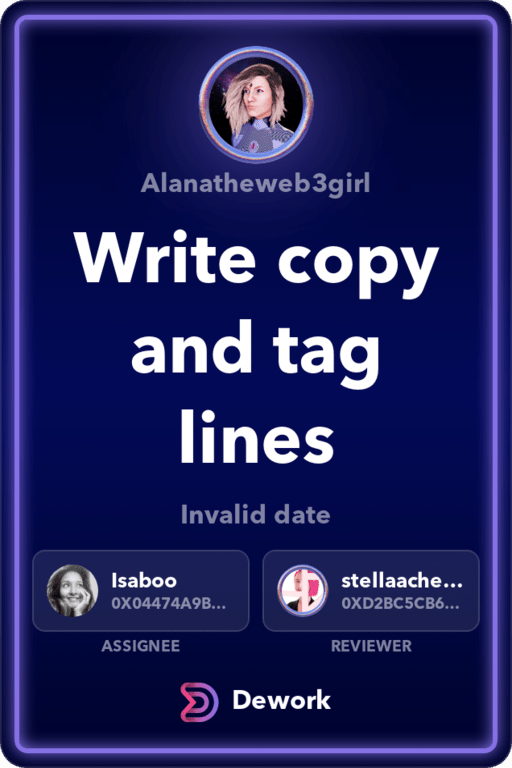 Alanatheweb3girl
Write copy
and tag
lines
Invalid date
Isaboo
0X04474A9B...
stellaache...
0XD2BC5CB6...
ASSIGNEE
REVIEWER
Dework